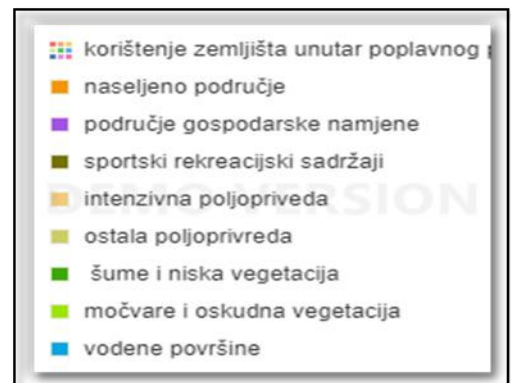 korištenje zemljišta unutar poplavnog
naseljeno područje
područje gospodarske namjene
sportski rekreacijski sadržaji
intenzivna poljopriveda
DEMO VERSION
ostala poljoprivreda
šume i niska vegetacija
močvare i oskudna vegetacija
vodene površine